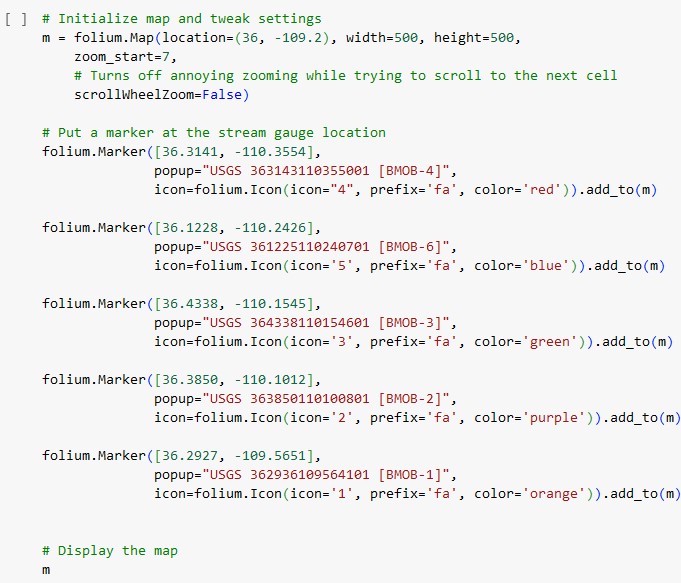 [ ] # Initialize map and tweak settings
m = folium.Map(location=(36, -109.2), width=500, height=500,
    zoom_start=7,
    # Turns off annoying zooming while trying to scroll to the next cell
    scrollWheelZoom=False)

# Put a marker at the stream gauge location
folium.Marker([36.3141, -110.3554],
              popup="USGS 363143110355001 [BMOB-4]",
              icon=folium.Icon(icon="4", prefix='fa', color='red')).add_to(m)

folium.Marker([36.1228, -110.2426],
              popup="USGS 361225110240701 [BMOB-6]",
              icon=folium.Icon(icon='5', prefix='fa', color='blue')).add_to(m)

folium.Marker([36.4338, -110.1545],
              popup="USGS 364338110154601 [BMOB-3]",
              icon=folium.Icon(icon='3', prefix='fa', color='green')).add_to(m)

folium.Marker([36.3850, -110.1012],
              popup="USGS 363850110100801 [BMOB-2]",
              icon=folium.Icon(icon='2', prefix='fa', color='purple')).add_to(m)

folium.Marker([36.2927, -109.5651],
              popup="USGS 362936109564101 [BMOB-1]",
              icon=folium.Icon(icon='1', prefix='fa', color='orange')).add_to(m)

# Display the map
m